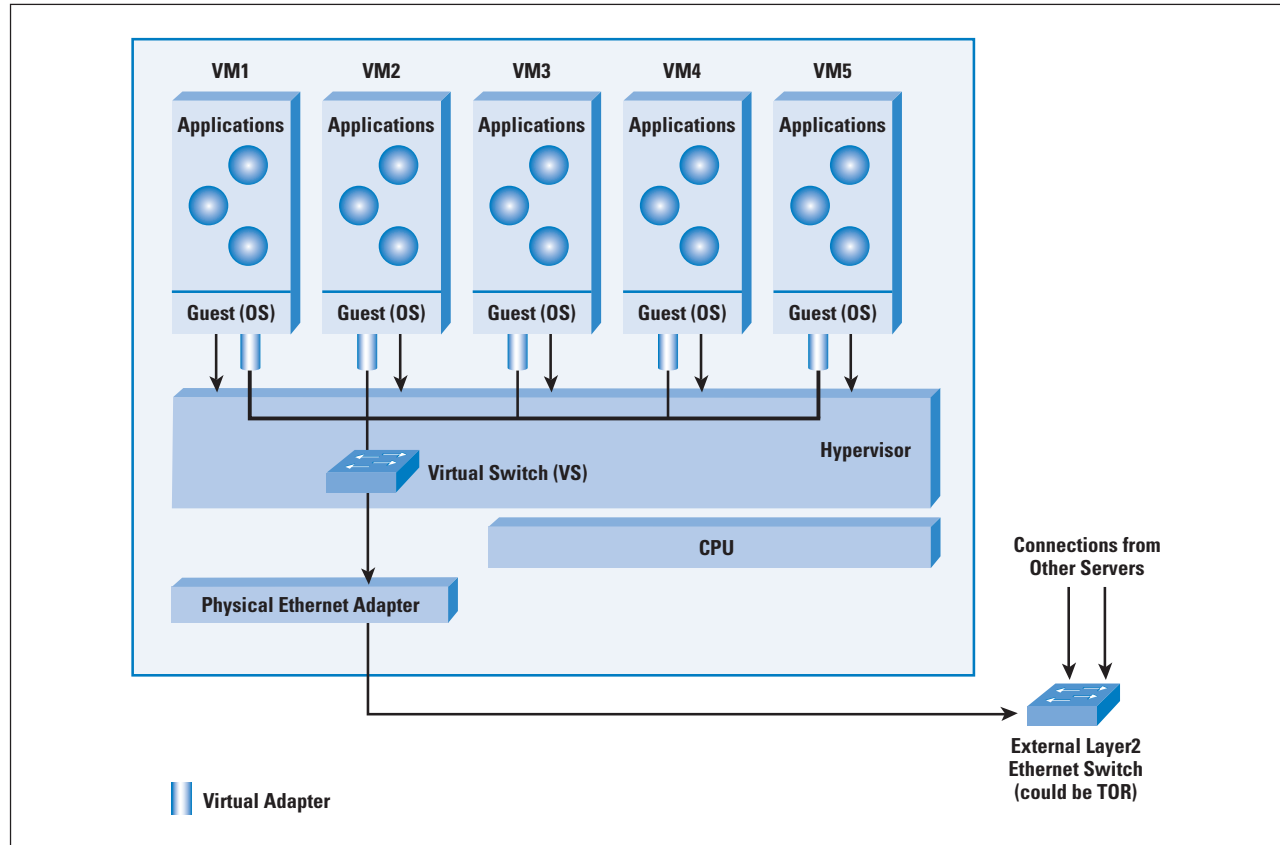 VM1
VM2
VM3
VM4
VM5
Applications
Applications
Applications
Applications
Applications
Guest (OS)
Guest (OS)
Guest (OS)
Guest (OS)
Guest (OS)
Hypervisor
Virtual Switch (VS)
CPU
Physical Ethernet Adapter
Connections from
Other Servers
External Layer2
Ethernet Switch
(could be TOR)
Virtual Adapter